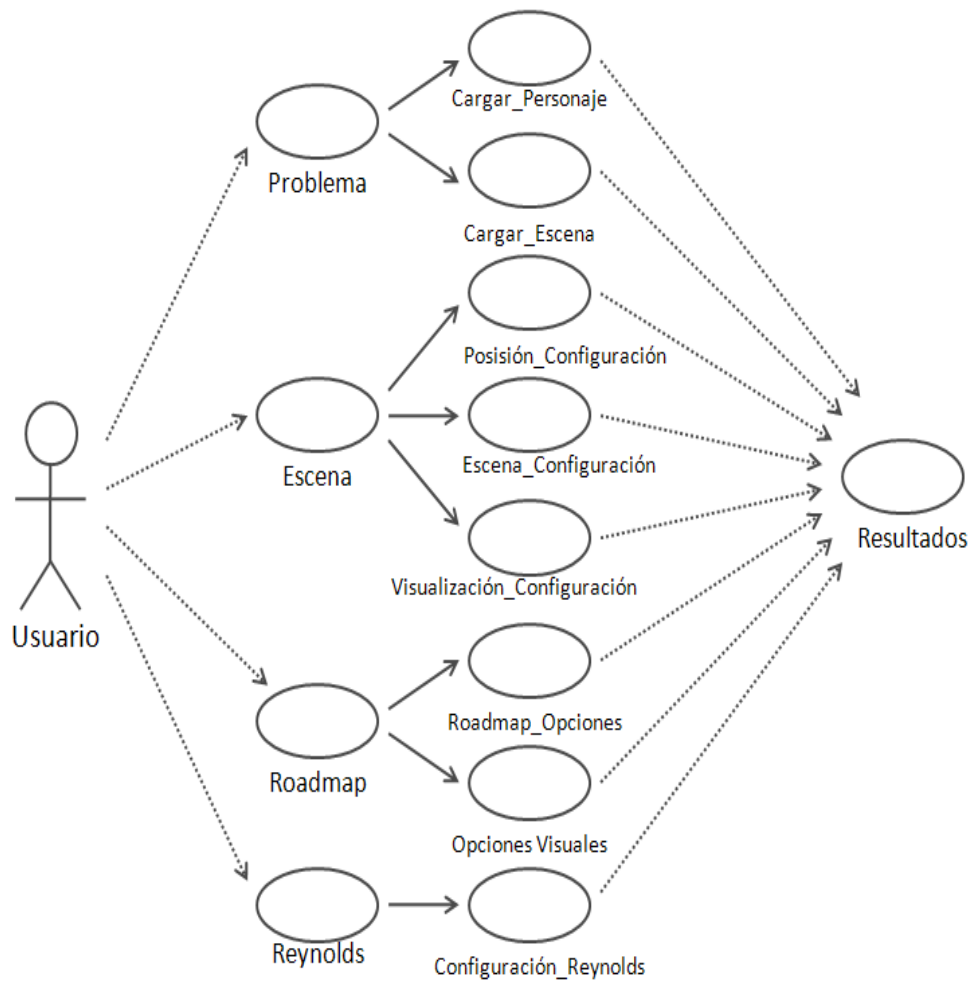 Cargar_Personaje
Problema
Cargar_Escena
Posisión_Configuración
Escena_Configuración
Escena
Resultados
Visualización_Configuración
Usuario
Roadmap_Opciones
Roadmap
Opciones Visuales
Reynolds
Configuración_Reynolds